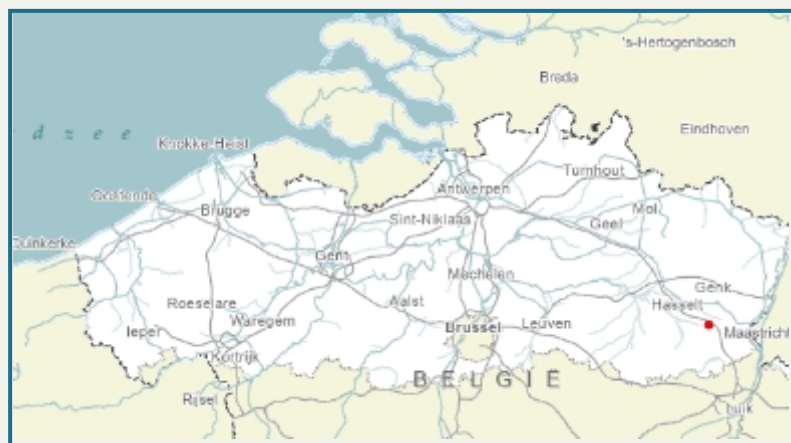 's-Hertogenbosch
Breda
d z e e
Eindhoven
Knokke-Heist
Turnhout
Oostende
Antwerpen
Mol
Brugge
Sint-Niklaas
Geel
Duinkerke
Gent
Mechelen
Genk
Roeselare
Aalst
Hasselt
Ieper
Waregem
Brussel
Leuven
Maastricht
Kortrijk
BELGIË
Rijsel
Luik